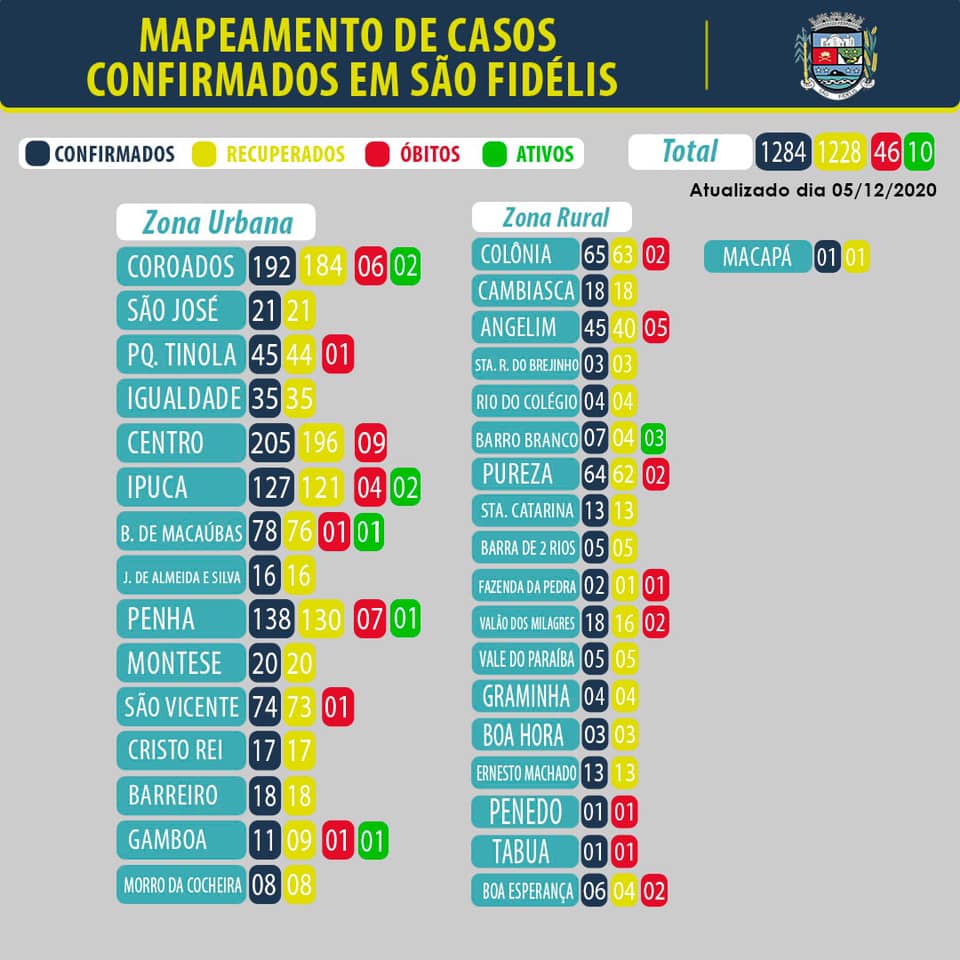 MAPEAMENTO DE CASOS
CONFIRMADOS EM SÃO FIDÉLIS
CONFIRMADOS RECUPERADOS ÓBITOS ATIVOS
Total 1284 1228 46 10
Atualizado dia 05/12/2020
Zona Urbana
COROADOS 192 184 06 02
SÃO JOSÉ 21 21
PQ. TINOLA 45 44 01
IGUALDADE 35 35
CENTRO 205 196 09
IPUCA 127 121 04 02
B. DE MACAÚBAS 78 76 01 01
J. DE ALMEIDA E SILVA 16 16
PENHA 138 130 07 01
MONTESE 20 20
SÃO VICENTE 74 73 01
CRISTO REI 17 17
BARREIRO 18 18
GAMBOA 11 09 01 01
MORRO DA COCHEIRA 08 08
Zona Rural
COLÔNIA 65 63 02
CAMBIASCA 18 18
ANGELIM 45 40 05
STA. R. DO BREJINHO 03 03
RIO DO COLÉGIO 04 04
BARRO BRANCO 07 04 03
PUREZA 64 62 02
STA. CATARINA 13 13
BARRA DE 2 RIOS 05 05
FAZENDA DA PEDRA 02 01 01
VALÃO DOS MILAGRES 18 16 02
VALE DO PARAÍBA 05 05
GRAMINHA 04 04
BOA HORA 03 03
ERNESTO MACHADO 13 13
PENEDO 01 01
TABUA 01 01
BOA ESPERANÇA 06 04 02
MACAPÁ 01 01